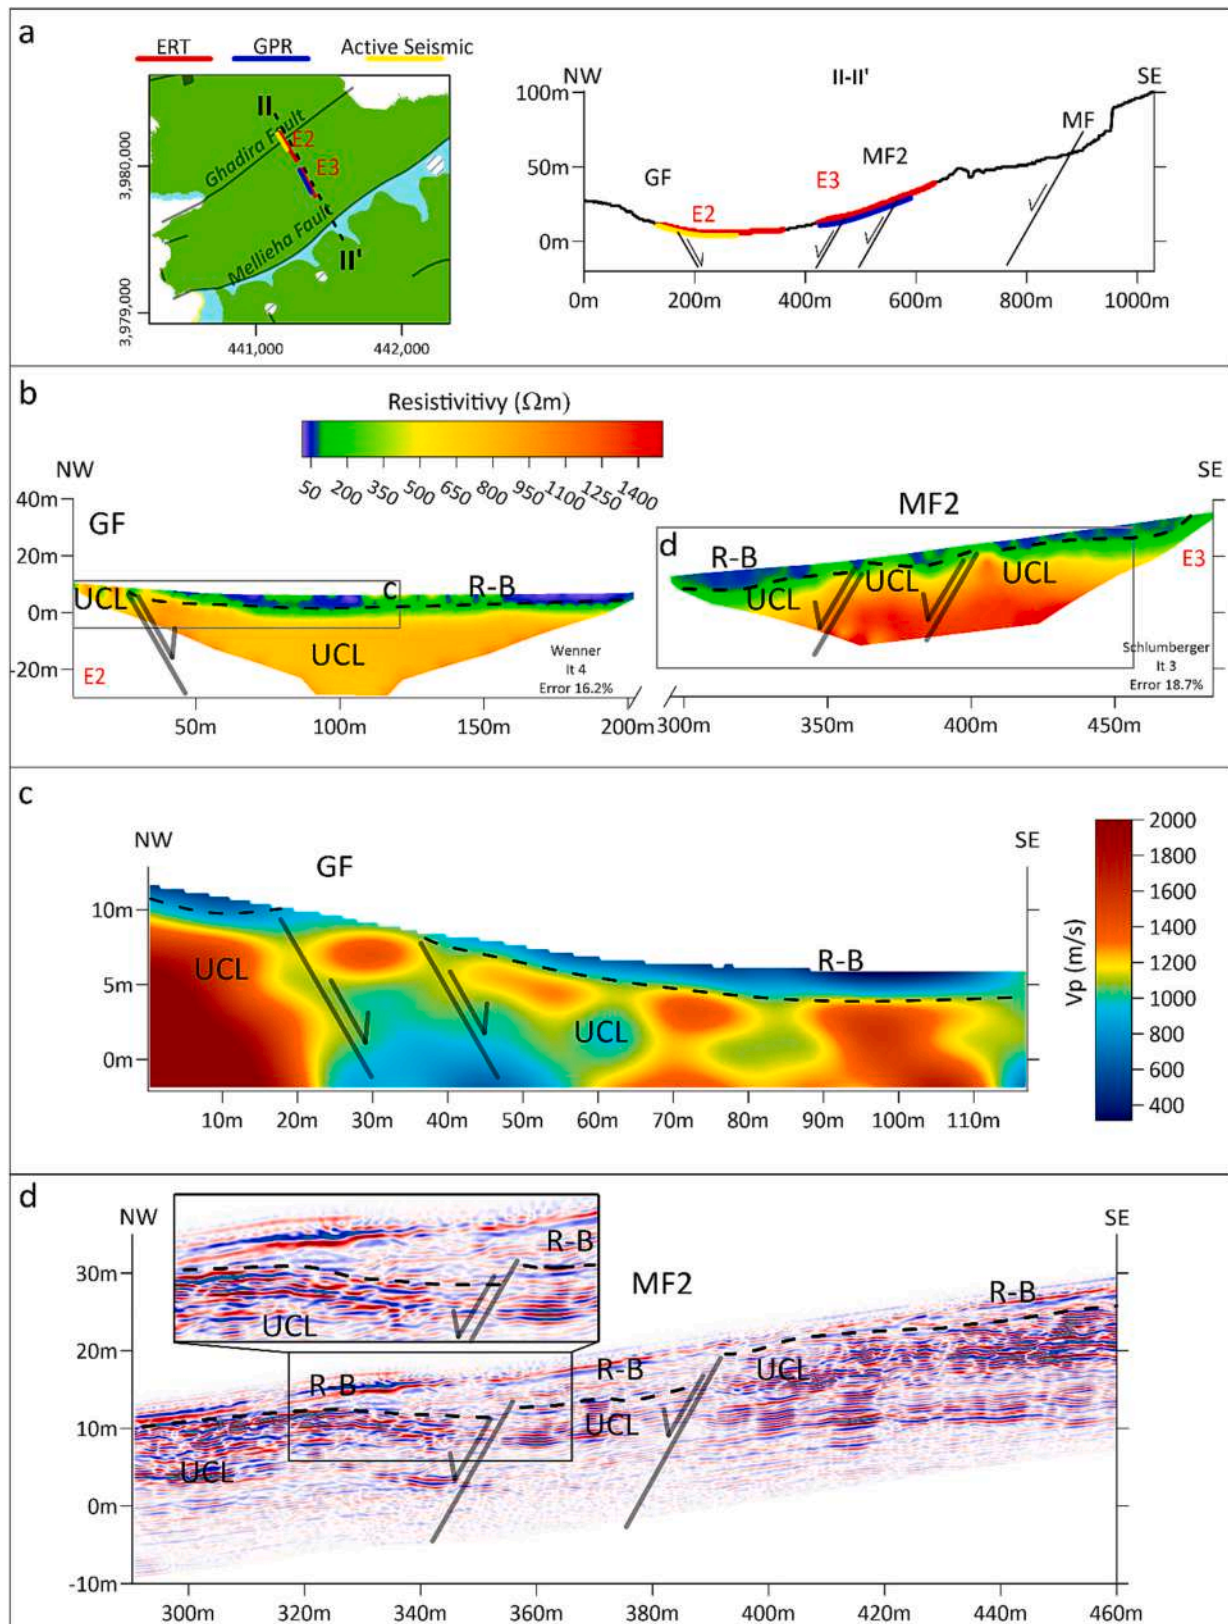 a
ERT GPR Active Seismic
II
Ghadira Fault
E2
E3
Mellieha Fault
II'
3,980,000
3,979,000
441,000 442,000
NW II-II' SE
100m
50m
0m
GF
E2
E3
MF2
MF
0m 200m 400m 600m 800m 1000m
b
Resistivitivy (Ωm)
50 200 350 500 650 800 950 1100 1250 1400
NW
40m
20m
0m
-20m
GF
UCL
c
R-B
UCL
E2
Wenner
It 4
Error 16.2%
50m 100m 150m 200m
SE
MF2
d
R-B
UCL
UCL
UCL
E3
Schlumberger
It 3
Error 18.7%
300m 350m 400m 450m
c
NW SE
GF
10m
5m
0m
UCL
UCL
R-B
10m 20m 30m 40m 50m 60m 70m 80m 90m 100m 110m
Vp (m/s)
2000
1800
1600
1400
1200
1000
800
600
400
d
NW SE
R-B
UCL
MF2
30m
20m
10m
0m
-10m
R-B
R-B
R-B
UCL
UCL
UCL
300m 320m 340m 360m 380m 400m 420m 440m 460m